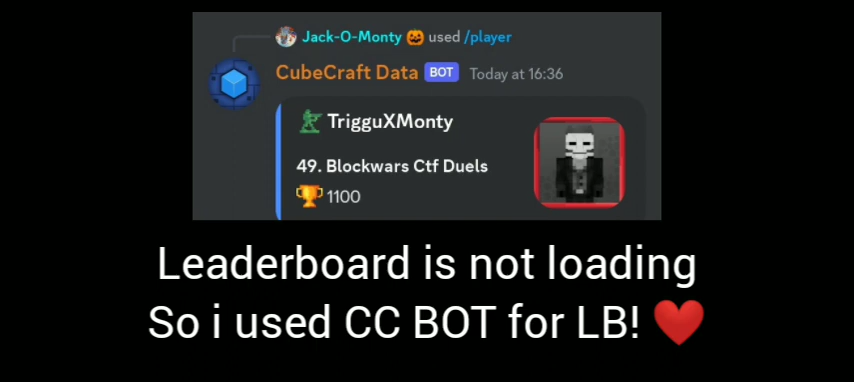 Jack-O-Monty 🎃 used /player
CubeCraft Data BOT Today at 16:36
TrigguXMonty
49. Blockwars Ctf Duels
🏆 1100
Leaderboard is not loading
So i used CC BOT for LB! ❤️